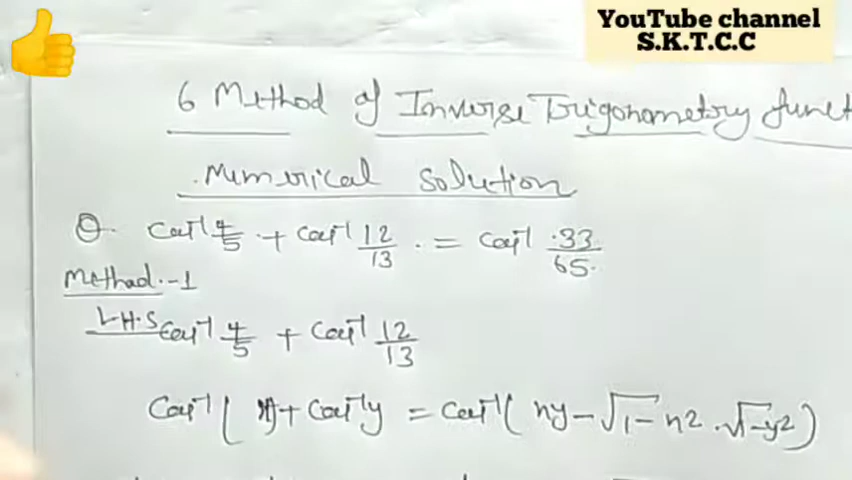 YouTube channel
S.K.T.C.C
6 Method of Inverse Trigonometry funct
Numerical solution
Q. Cos⁻¹ 4/5 + Cos⁻¹ 12/13 = Cos⁻¹ 33/65
Method-1
L.H.S Cos⁻¹ 4/5 + Cos⁻¹ 12/13
Cos⁻¹(x) + Cos⁻¹y = Cos⁻¹(xy - √1-x² . √1-y²)